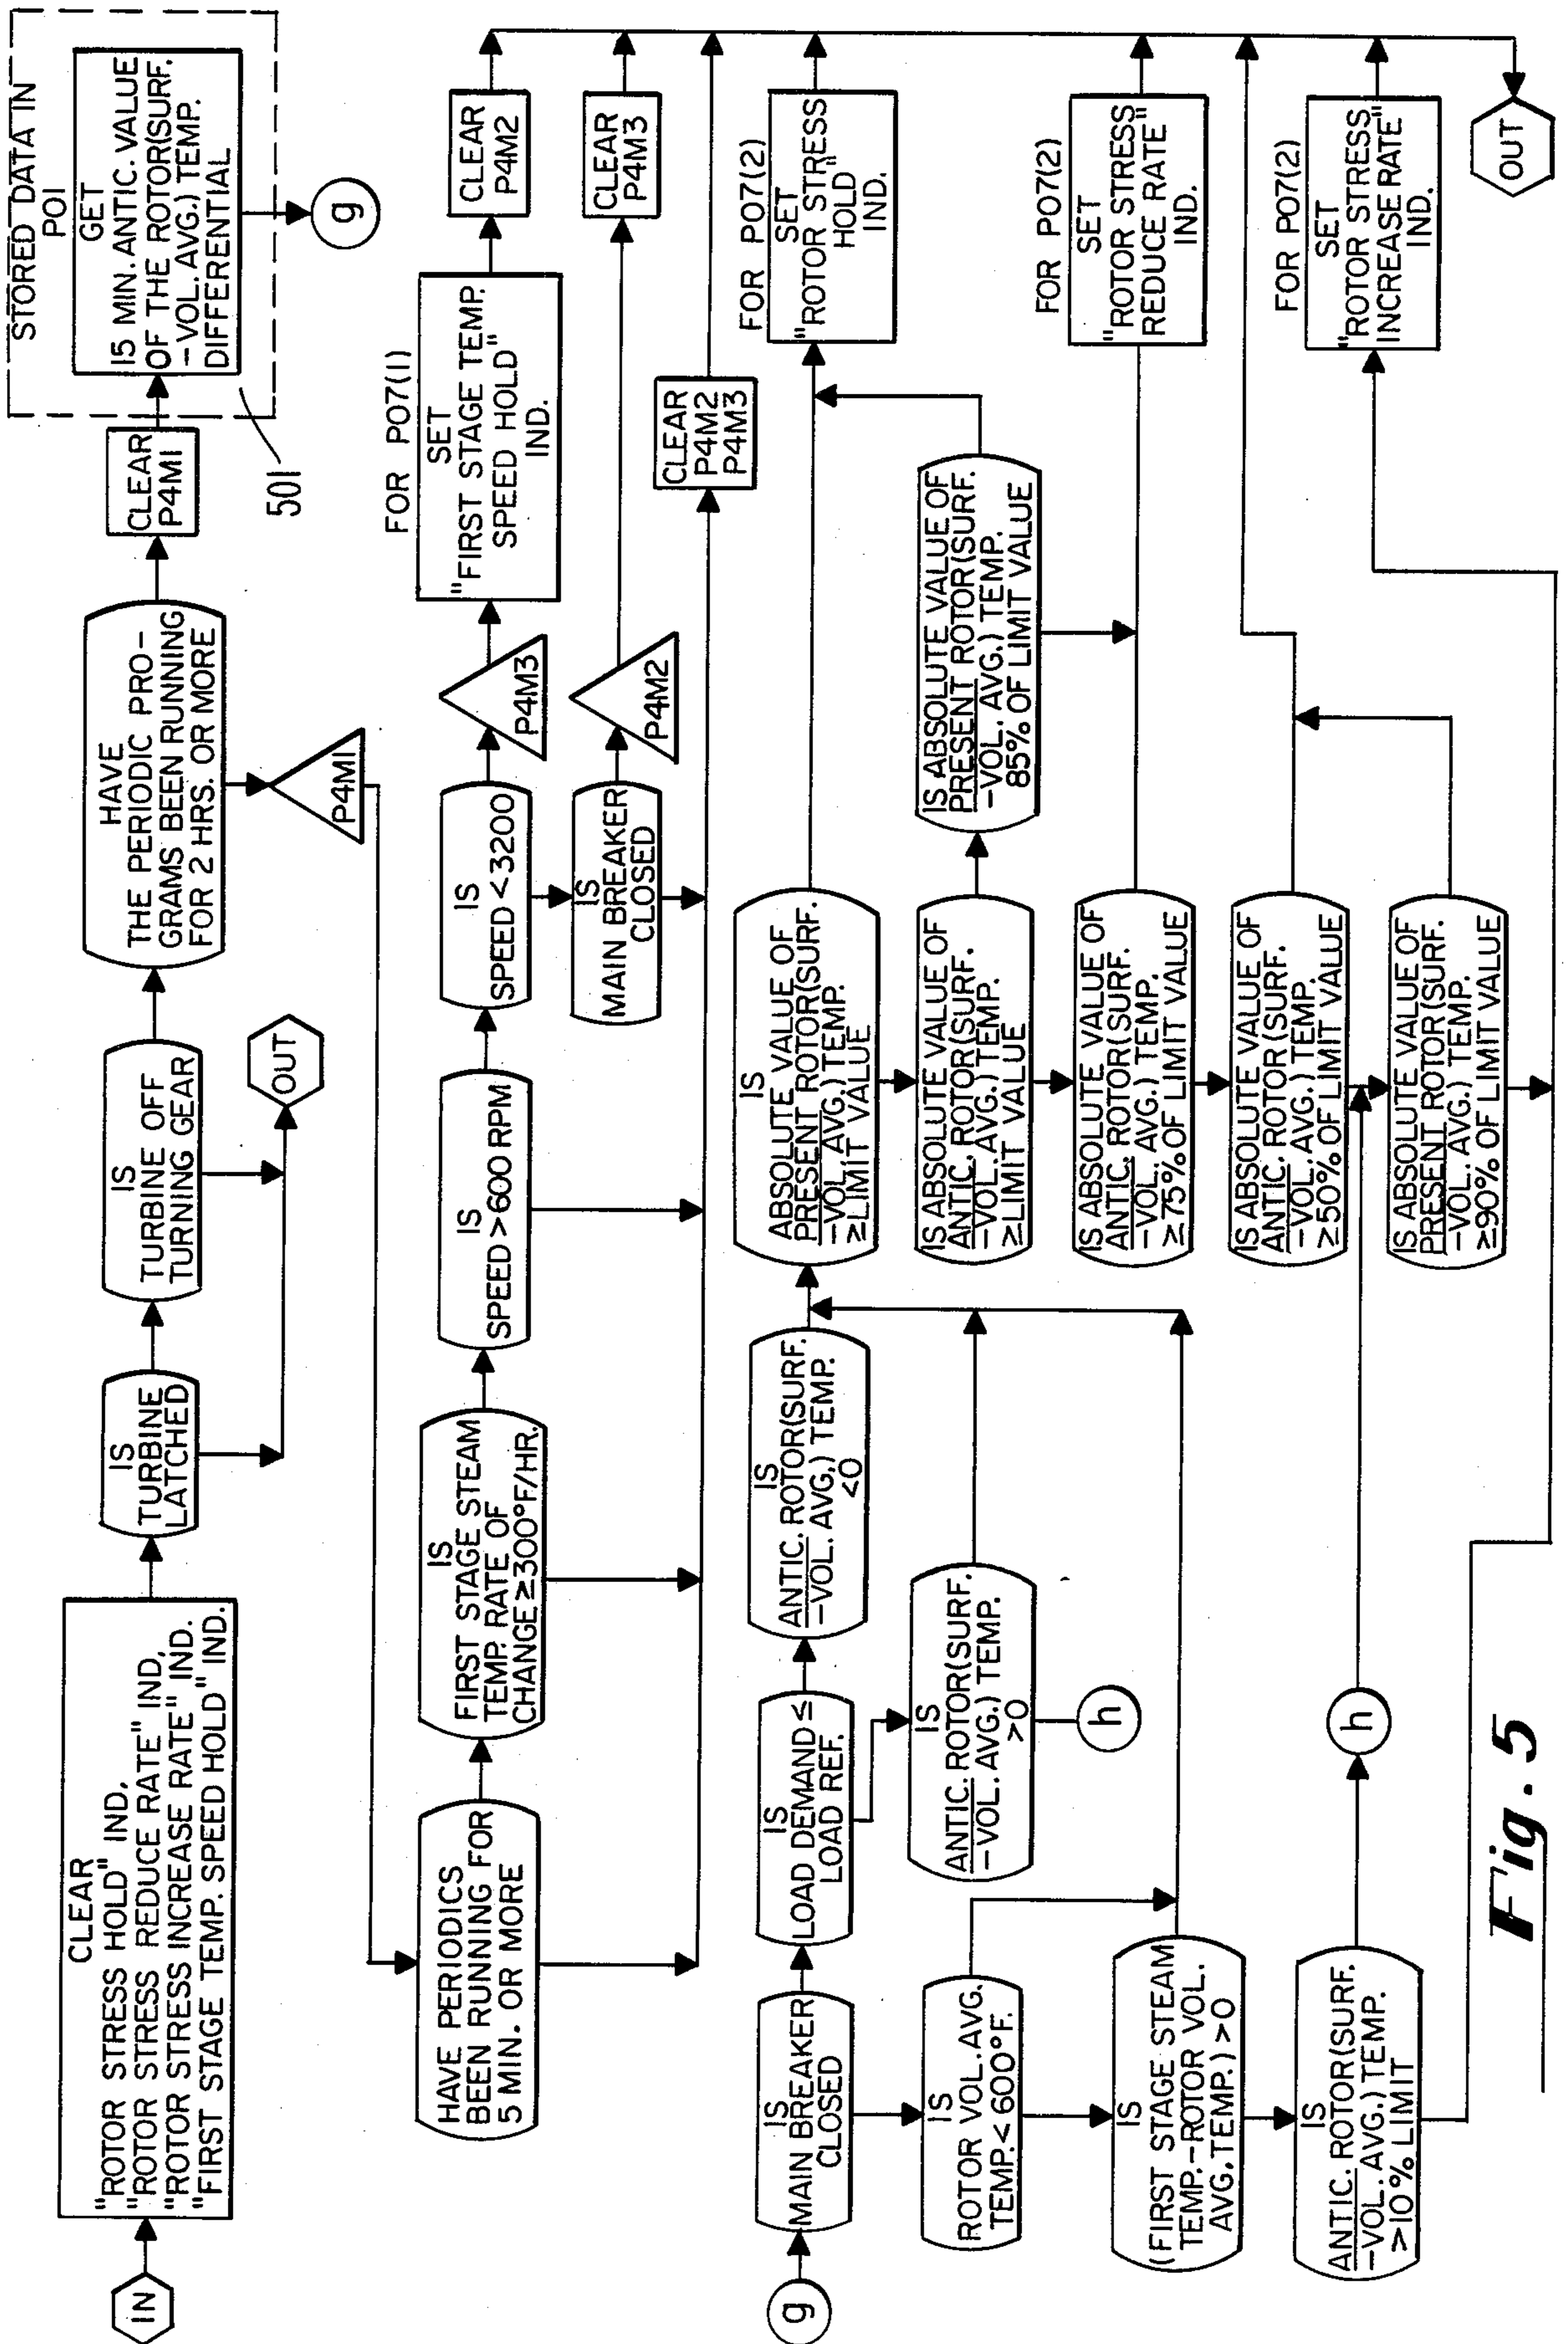 IN
CLEAR
"ROTOR STRESS HOLD" IND,
"ROTOR STRESS REDUCE RATE" IND,
"ROTOR STRESS INCREASE RATE" IND.
"FIRST STAGE TEMP. SPEED HOLD" IND.
IS
TURBINE
LATCHED
IS
TURBINE OFF
TURNING GEAR
OUT
HAVE
THE PERIODIC PRO-
GRAMS BEEN RUNNING
FOR 2 HRS. OR MORE
P4M1
CLEAR
P4M1
STORED DATA IN
P01
GET
15 MIN. ANTIC. VALUE
OF THE ROTOR(SURF.
-VOL. AVG.) TEMP.
DIFFERENTIAL
501
g
HAVE PERIODICS
BEEN RUNNING FOR
5 MIN. OR MORE
IS
FIRST STAGE STEAM
TEMP. RATE OF
CHANGE ≥300°F/HR.
IS
SPEED >600 RPM
IS
SPEED <3200
IS
MAIN BREAKER
CLOSED
P4M3
P4M2
FOR P07(1)
SET
"FIRST STAGE TEMP.
SPEED HOLD"
IND.
CLEAR
P4M2
CLEAR
P4M3
CLEAR
P4M2
P4M3
g
IS
MAIN BREAKER
CLOSED
IS
LOAD DEMAND ≤
LOAD REF.
IS
ANTIC. ROTOR(SURF.
-VOL. AVG.) TEMP.
<0
IS
ABSOLUTE VALUE OF
PRESENT ROTOR(SURF.
-VOL. AVG.) TEMP.
≥LIMIT VALUE
FOR P07(2)
SET
"ROTOR STRESS
HOLD"
IND.
IS
ROTOR VOL. AVG.
TEMP.< 600°F.
IS
ANTIC. ROTOR(SURF.
-VOL. AVG.) TEMP.
>0
h
IS ABSOLUTE VALUE OF
ANTIC. ROTOR(SURF.
-VOL. AVG.) TEMP.
≥LIMIT VALUE
IS ABSOLUTE VALUE OF
PRESENT ROTOR(SURF.
-VOL. AVG.) TEMP.
85% OF LIMIT VALUE
IS
(FIRST STAGE STEAM
TEMP.-ROTOR VOL.
AVG. TEMP.) >0
IS ABSOLUTE VALUE OF
ANTIC. ROTOR(SURF.
-VOL. AVG.) TEMP.
≥75% OF LIMIT VALUE
FOR P07(2)
SET
"ROTOR STRESS
REDUCE RATE"
IND.
IS
ANTIC. ROTOR(SURF.
-VOL. AVG.) TEMP.
>10% LIMIT
h
IS ABSOLUTE VALUE OF
ANTIC. ROTOR(SURF.
-VOL. AVG.) TEMP.
≥50% OF LIMIT VALUE
IS ABSOLUTE VALUE OF
PRESENT ROTOR(SURF.
-VOL. AVG.) TEMP.
≥90% OF LIMIT VALUE
FOR P07(2)
SET
"ROTOR STRESS
INCREASE RATE"
IND.
OUT
Fig. 5